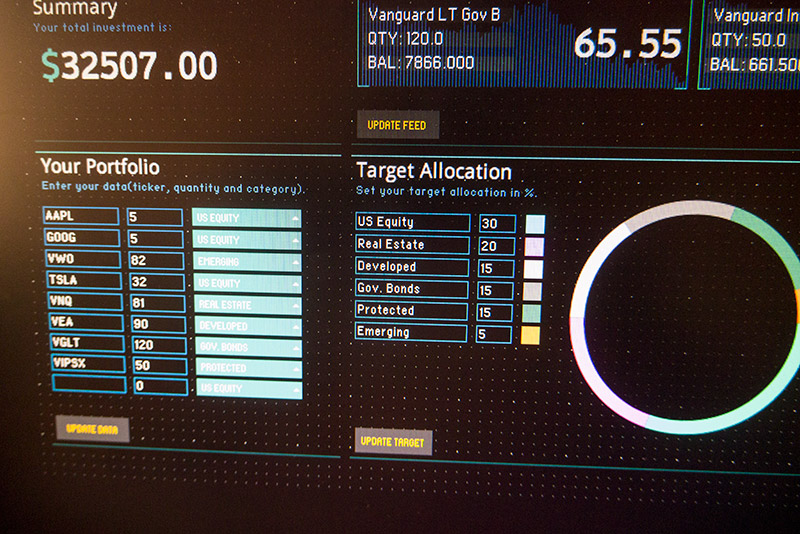 Summary
Your total investment is:
$32507.00
Vanguard LT Gov B
QTY: 120.0
BAL: 7866.000
65.55
Vanguard In
QTY: 50.0
BAL: 661.500
UPDATE FEED
Your Portfolio
Enter your data(ticker, quantity and category).
AAPL 5 US EQUITY
GOOG 5 US EQUITY
VWO 82 EMERGING
TSLA 32 US EQUITY
VNQ 81 REAL ESTATE
VEA 90 DEVELOPED
VGLT 120 GOV. BONDS
VIPSX 50 PROTECTED
0 US EQUITY
UPDATE DATA
Target Allocation
Set your target allocation in %.
US Equity 30
Real Estate 20
Developed 15
Gov. Bonds 15
Protected 15
Emerging 5
UPDATE TARGET